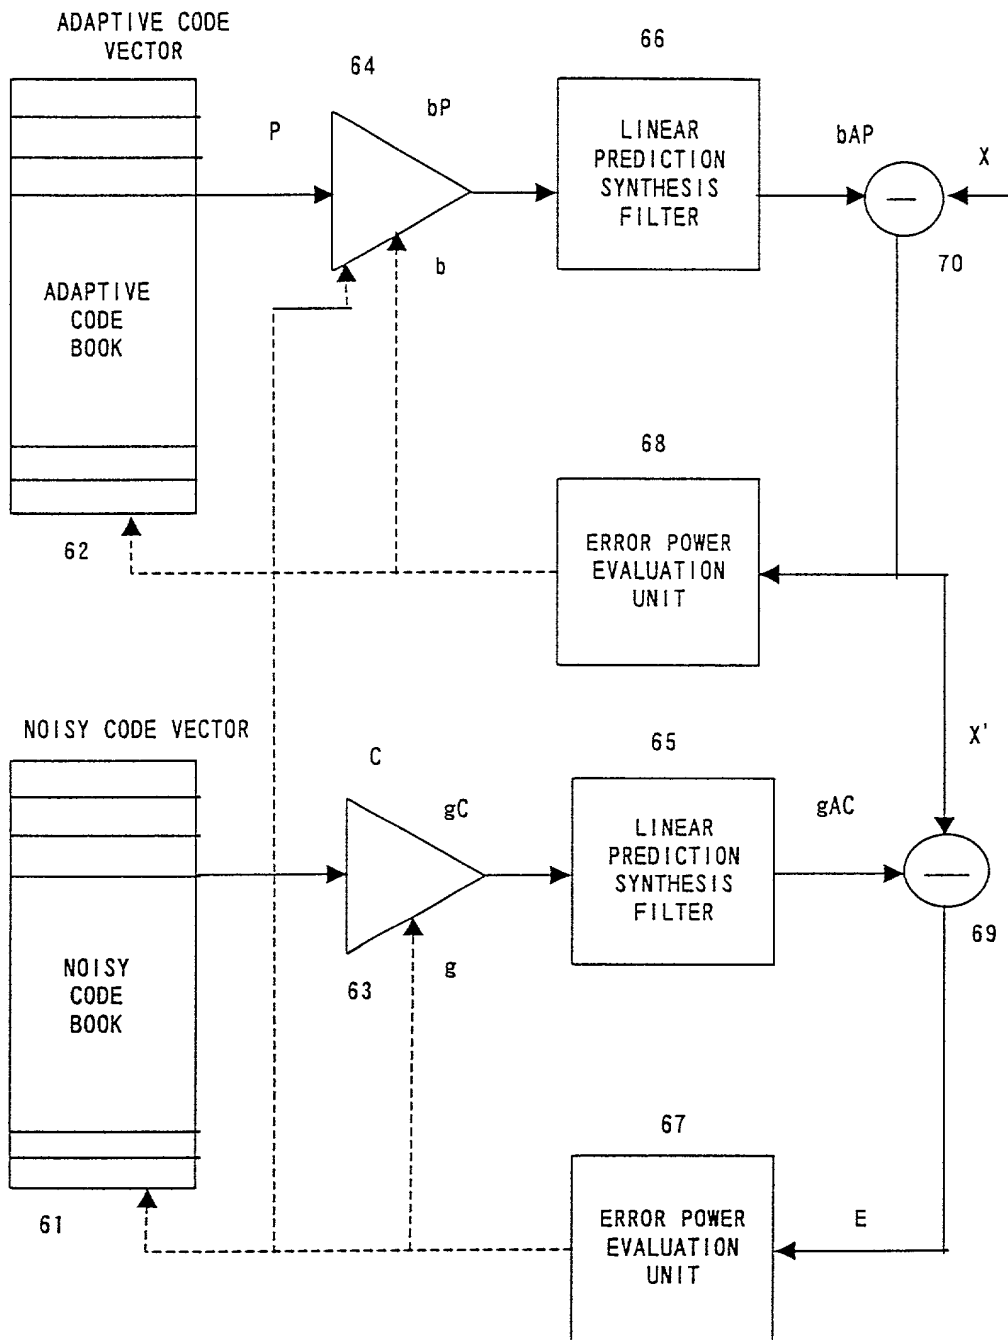 ADAPTIVE CODE
VECTOR
66
64
P
bP
LINEAR
PREDICTION
SYNTHESIS
FILTER
bAP
X
70
b
ADAPTIVE
CODE
BOOK
68
62
ERROR POWER
EVALUATION
UNIT
NOISY CODE VECTOR
65
X'
C
gC
LINEAR
PREDICTION
SYNTHESIS
FILTER
gAC
69
g
63
NOISY
CODE
BOOK
67
61
ERROR POWER
EVALUATION
UNIT
E